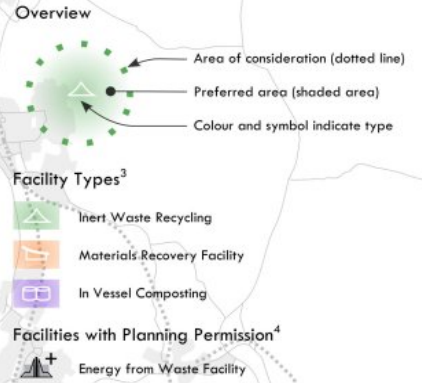 Overview
Area of consideration (dotted line)
Preferred area (shaded area)
Colour and symbol indicate type
Facility Types³
Inert Waste Recycling
Materials Recovery Facility
In Vessel Composting
Facilities with Planning Permission⁴
Energy from Waste Facility